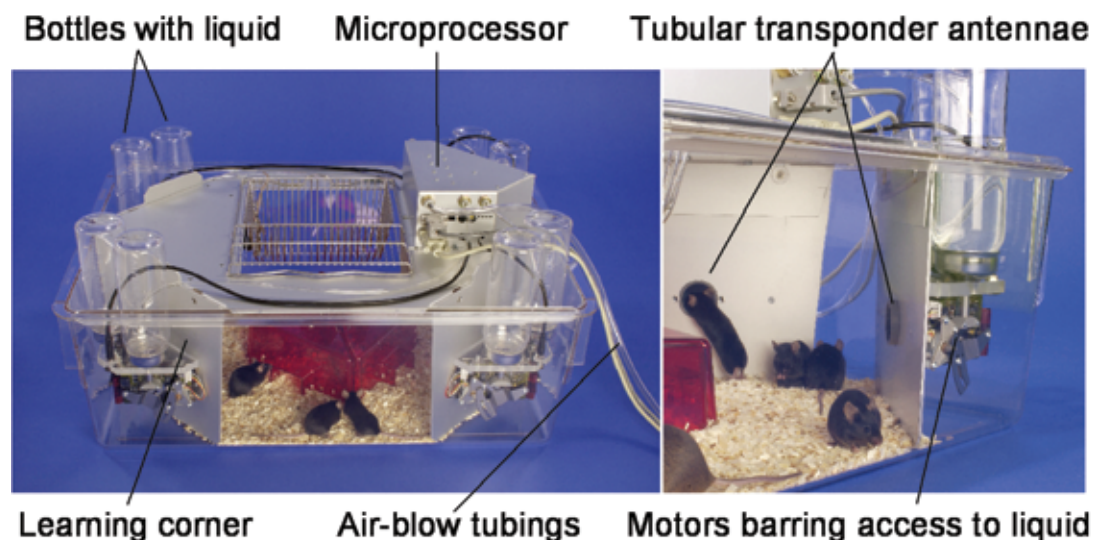 Bottles with liquid
Microprocessor
Tubular transponder antennae
Learning corner
Air-blow tubings
Motors barring access to liquid